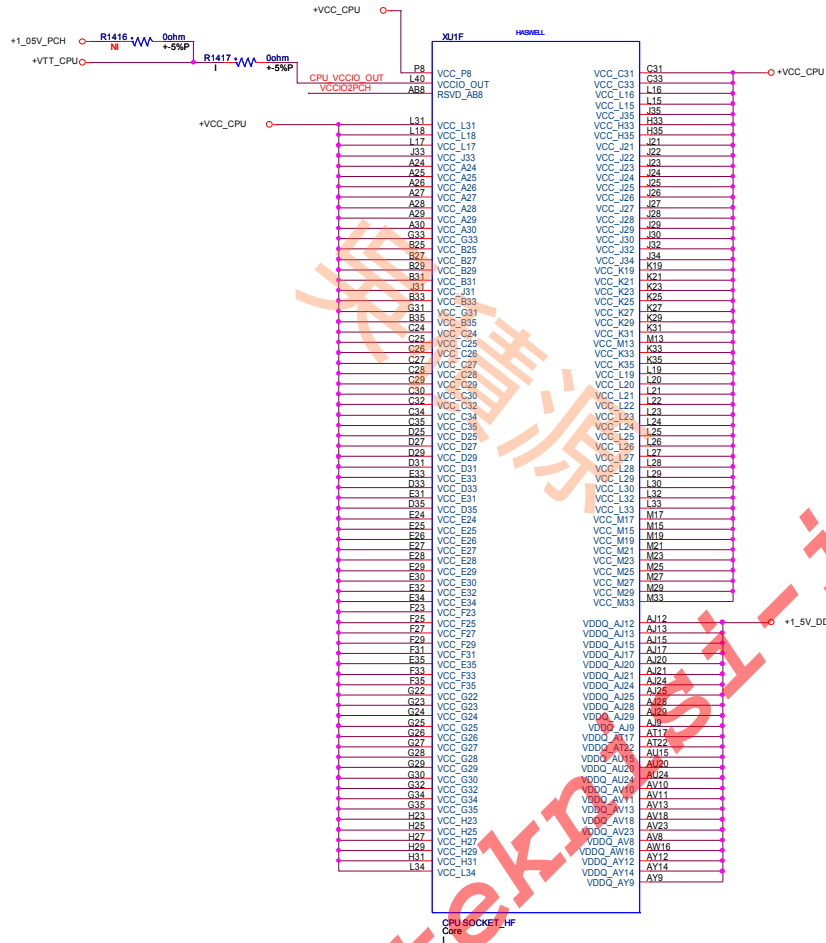 +VCC_CPU
XU1F
HASWELL
+1_05V_PCH
R1416
NI
0ohm
+-5%P
+VTT_CPU
R1417
I
0ohm
+-5%P
CPU_VCCIO_OUT
VCCIO2PCH
P8 VCC_P8
L40 VCCIO_OUT
AB8 RSVD_AB8
+VCC_CPU
L31 VCC_L31
L18 VCC_L18
L17 VCC_L17
J33 VCC_J33
A24 VCC_A24
A25 VCC_A25
A26 VCC_A26
A27 VCC_A27
A28 VCC_A28
A29 VCC_A29
A30 VCC_A30
G33 VCC_G33
B25 VCC_B25
B27 VCC_B27
B29 VCC_B29
B31 VCC_B31
J31 VCC_J31
B33 VCC_B33
G31 VCC_G31
B35 VCC_B35
C24 VCC_C24
C25 VCC_C25
C26 VCC_C26
C27 VCC_C27
C28 VCC_C28
C29 VCC_C29
C30 VCC_C30
C32 VCC_C32
C34 VCC_C34
C35 VCC_C35
D25 VCC_D25
D27 VCC_D27
D29 VCC_D29
D31 VCC_D31
E33 VCC_E33
D33 VCC_D33
E31 VCC_E31
D35 VCC_D35
E24 VCC_E24
E25 VCC_E25
E26 VCC_E26
E27 VCC_E27
E28 VCC_E28
E29 VCC_E29
E30 VCC_E30
E32 VCC_E32
E34 VCC_E34
F23 VCC_F23
F25 VCC_F25
F27 VCC_F27
F29 VCC_F29
F31 VCC_F31
E35 VCC_E35
F33 VCC_F33
F35 VCC_F35
G22 VCC_G22
G23 VCC_G23
G24 VCC_G24
G25 VCC_G25
G26 VCC_G26
G27 VCC_G27
G28 VCC_G28
G29 VCC_G29
G30 VCC_G30
G32 VCC_G32
G34 VCC_G34
G35 VCC_G35
H23 VCC_H23
H25 VCC_H25
H27 VCC_H27
H29 VCC_H29
H31 VCC_H31
L34 VCC_L34
VCC_C31 C31
+VCC_CPU
VCC_C33 C33
VCC_L16 L16
VCC_L15 L15
VCC_J35 J35
VCC_H33 H33
VCC_H35 H35
VCC_J21 J21
VCC_J22 J22
VCC_J23 J23
VCC_J24 J24
VCC_J25 J25
VCC_J26 J26
VCC_J27 J27
VCC_J28 J28
VCC_J29 J29
VCC_J30 J30
VCC_J32 J32
VCC_J34 J34
VCC_K19 K19
VCC_K21 K21
VCC_K23 K23
VCC_K25 K25
VCC_K27 K27
VCC_K29 K29
VCC_K31 K31
VCC_M13 M13
VCC_K33 K33
VCC_K35 K35
VCC_L19 L19
VCC_L20 L20
VCC_L21 L21
VCC_L22 L22
VCC_L23 L23
VCC_L24 L24
VCC_L25 L25
VCC_L26 L26
VCC_L27 L27
VCC_L28 L28
VCC_L29 L29
VCC_L30 L30
VCC_L32 L32
VCC_L33 L33
VCC_M17 M17
VCC_M15 M15
VCC_M19 M19
VCC_M21 M21
VCC_M23 M23
VCC_M25 M25
VCC_M27 M27
VCC_M29 M29
VCC_M33 M33
VDDQ_AJ12 AJ12
+1_5V_DD
VDDQ_AJ13 AJ13
VDDQ_AJ15 AJ15
VDDQ_AJ17 AJ17
VDDQ_AJ20 AJ20
VDDQ_AJ21 AJ21
VDDQ_AJ24 AJ24
VDDQ_AJ25 AJ25
VDDQ_AJ28 AJ28
VDDQ_AJ29 AJ29
VDDQ_AJ9 AJ9
VDDQ_AT17 AT17
VDDQ_AT22 AT22
VDDQ_AU15 AU15
VDDQ_AU20 AU20
VDDQ_AU24 AU24
VDDQ_AV10 AV10
VDDQ_AV11 AV11
VDDQ_AV13 AV13
VDDQ_AV18 AV18
VDDQ_AV23 AV23
VDDQ_AV8 AV8
VDDQ_AW16 AW16
VDDQ_AY12 AY12
VDDQ_AY14 AY14
VDDQ_AY9 AY9
CPU SOCKET_HF
Core
I
吳積源
teknisi-i